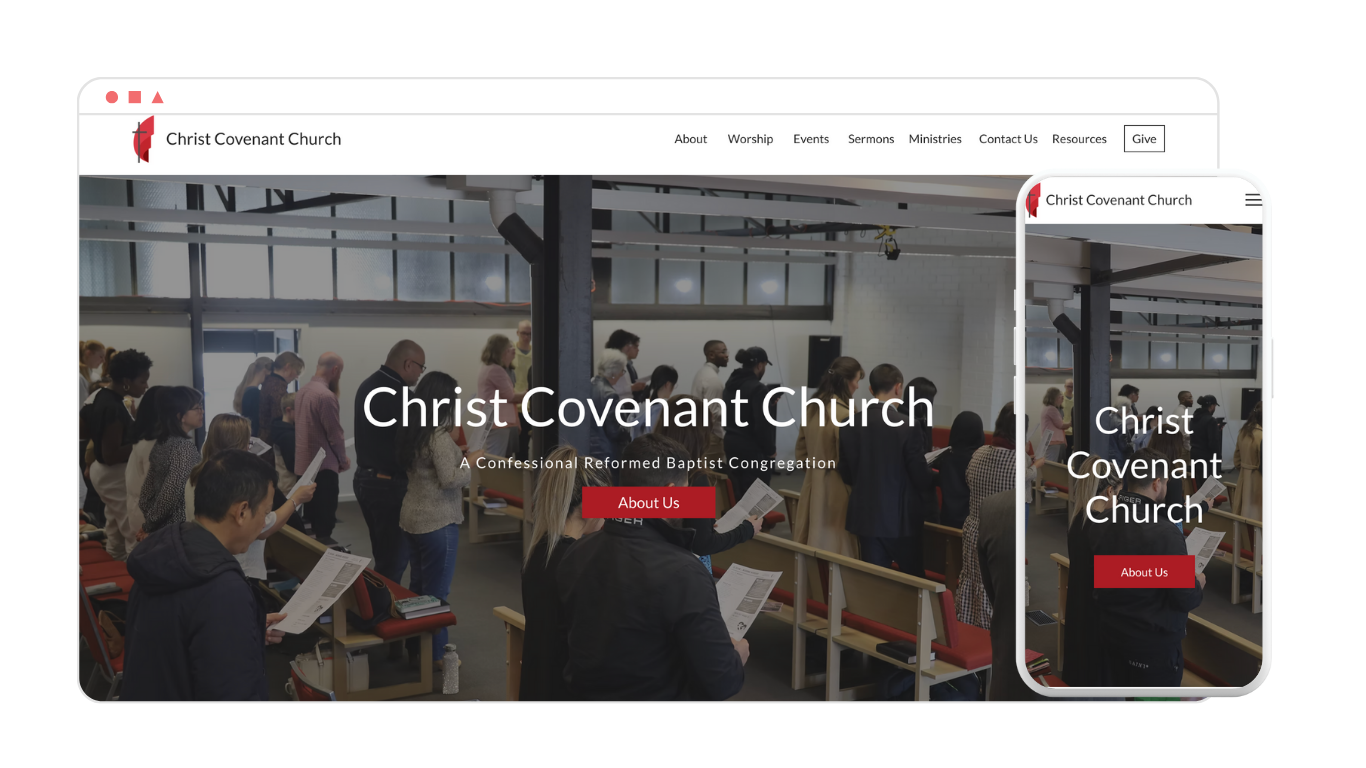 Christ Covenant Church
About Worship Events Sermons Ministries Contact Us Resources Give
Christ Covenant Church
A Confessional Reformed Baptist Congregation
About Us
Christ Covenant Church
Christ
Covenant
Church
About Us